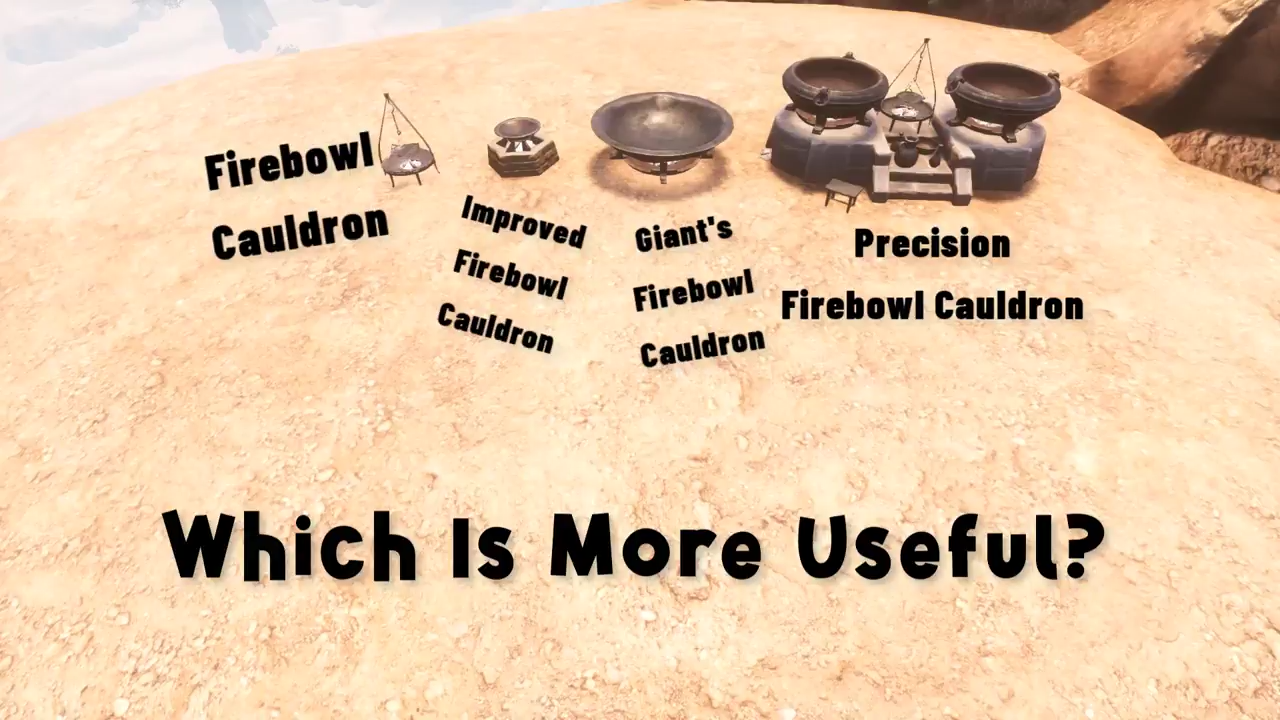 Firebowl
Cauldron
Improved
Firebowl
Cauldron
Giant's
Firebowl
Cauldron
Precision
Firebowl Cauldron
Which Is More Useful?